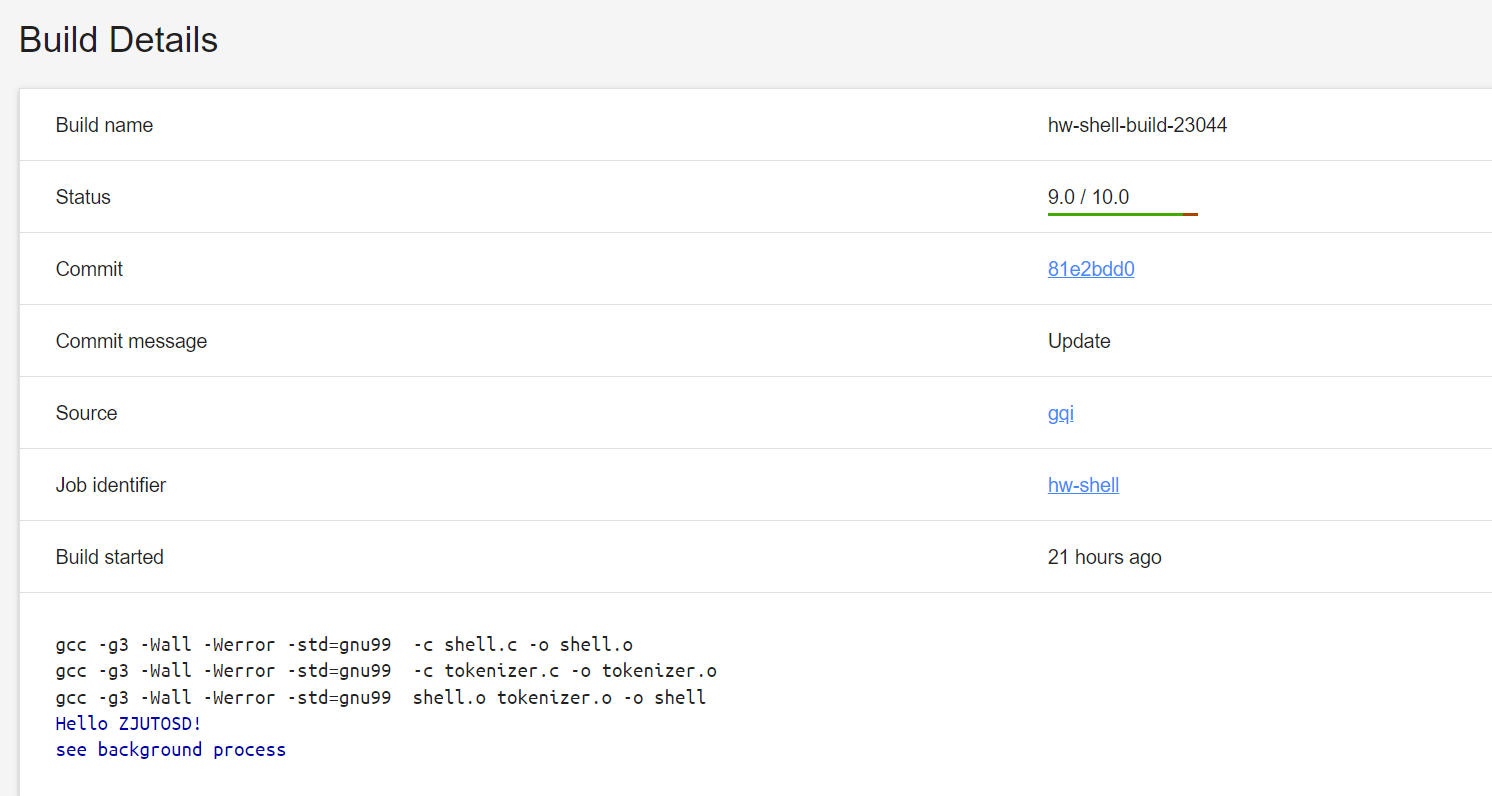 Build Details
Build name hw-shell-build-23044
Status 9.0 / 10.0
Commit 81e2bdd0
Commit message Update
Source gqi
Job identifier hw-shell
Build started 21 hours ago
gcc -g3 -Wall -Werror -std=gnu99  -c shell.c -o shell.o
gcc -g3 -Wall -Werror -std=gnu99  -c tokenizer.c -o tokenizer.o
gcc -g3 -Wall -Werror -std=gnu99  shell.o tokenizer.o -o shell
Hello ZJUTOSD!
see background process